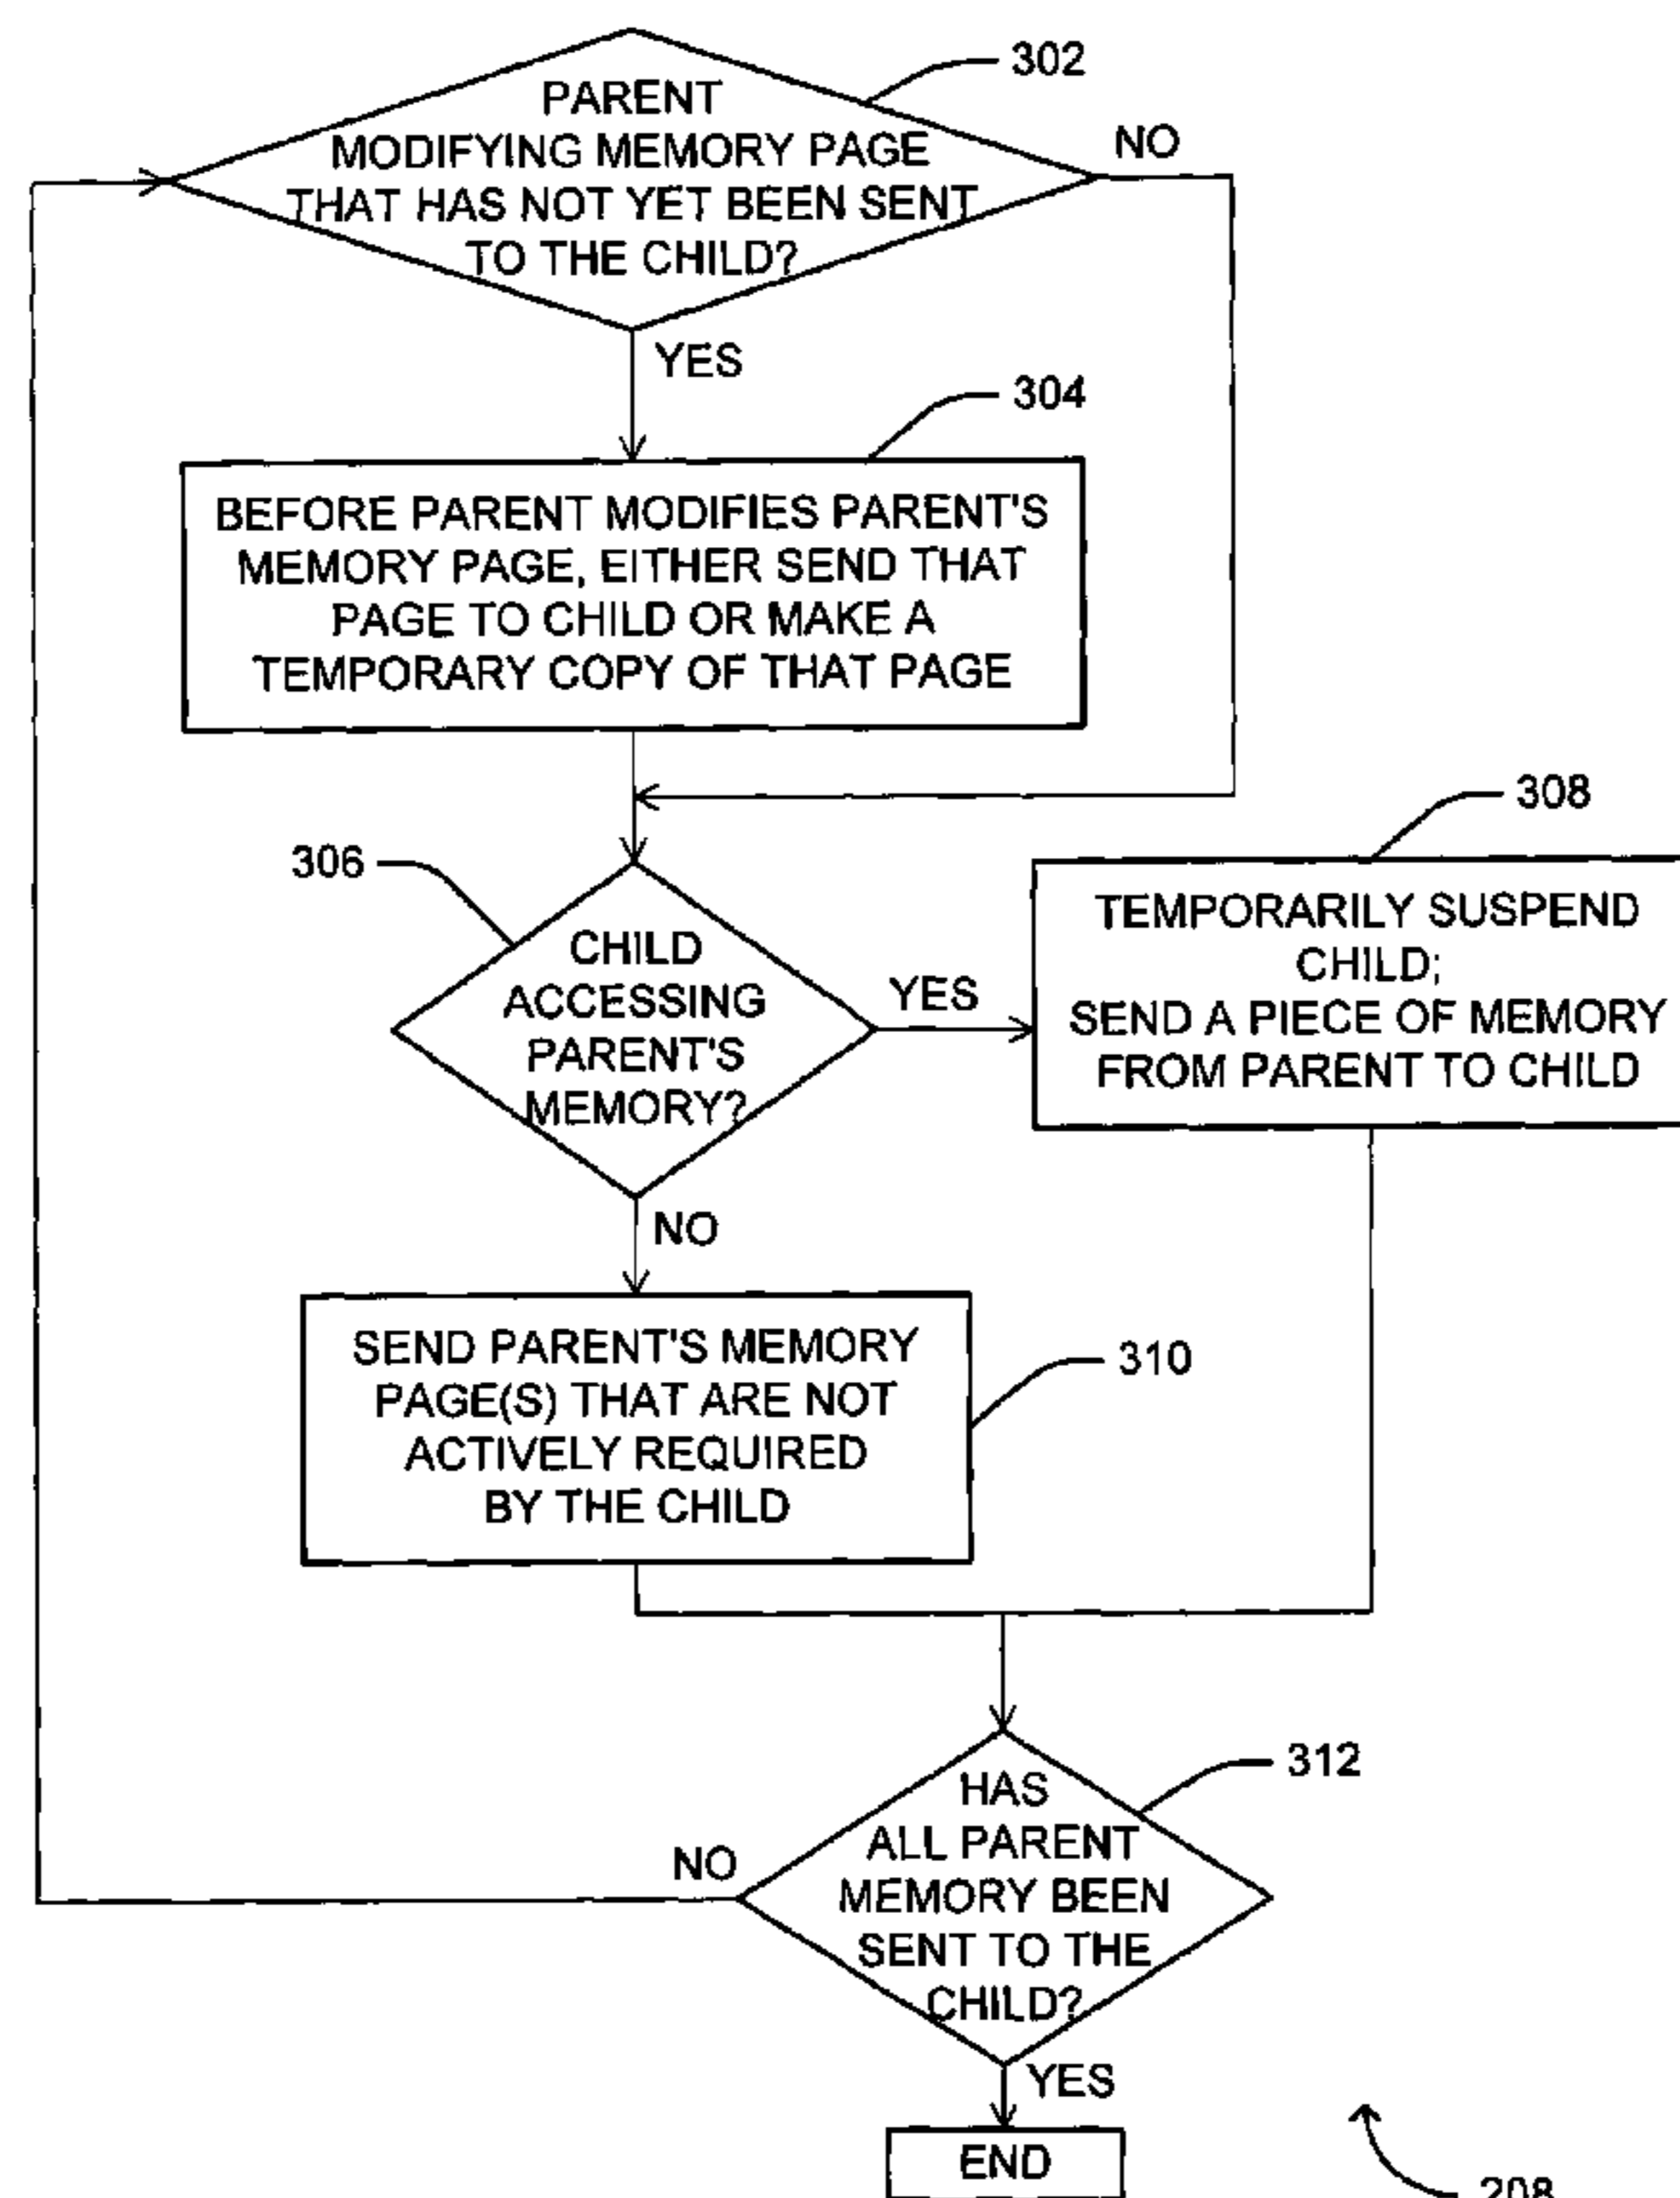 302
PARENT
MODIFYING MEMORY PAGE
THAT HAS NOT YET BEEN SENT
TO THE CHILD?
NO
YES
304
BEFORE PARENT MODIFIES PARENT'S
MEMORY PAGE, EITHER SEND THAT
PAGE TO CHILD OR MAKE A
TEMPORARY COPY OF THAT PAGE
308
306
CHILD
ACCESSING
PARENT'S
MEMORY?
YES
TEMPORARILY SUSPEND
CHILD;
SEND A PIECE OF MEMORY
FROM PARENT TO CHILD
NO
SEND PARENT'S MEMORY
PAGE(S) THAT ARE NOT
ACTIVELY REQUIRED
BY THE CHILD
310
312
HAS
ALL PARENT
MEMORY BEEN
SENT TO THE
CHILD?
NO
YES
END
208